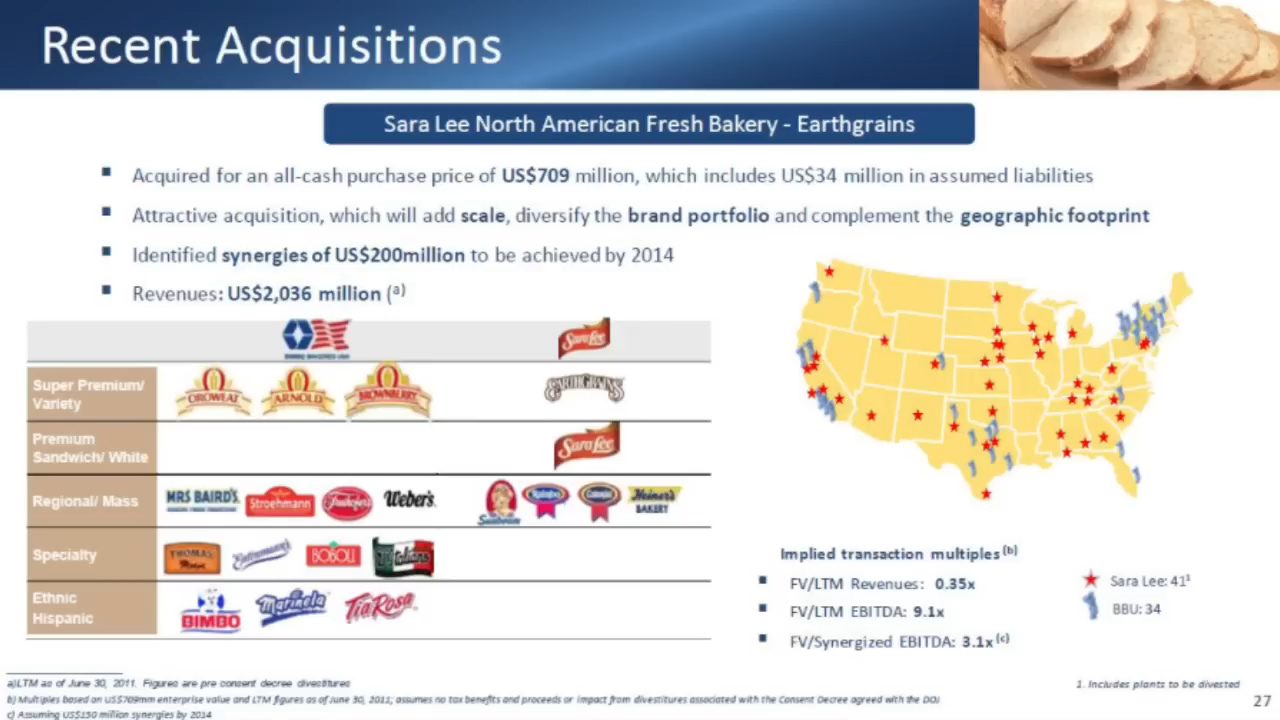 Recent Acquisitions
Sara Lee North American Fresh Bakery - Earthgrains
Acquired for an all-cash purchase price of US$709 million, which includes US$34 million in assumed liabilities
Attractive acquisition, which will add scale, diversify the brand portfolio and complement the geographic footprint
Identified synergies of US$200million to be achieved by 2014
Revenues: US$2,036 million (a)
Sara Lee
Super Premium/
Variety
OROWEAT ARNOLD BROWNBERRY EARTHGRAINS
Premium
Sandwich/ White
Sara Lee
Regional/ Mass
MRS BAIRD'S Stroehmann Weber's Heiner's
BAKERY
Specialty
THOMAS' Entenmann's BOBOLI
Ethnic
Hispanic
BIMBO Marinela Tia Rosa
Implied transaction multiples (b)
FV/LTM Revenues: 0.35x
FV/LTM EBITDA: 9.1x
FV/Synergized EBITDA: 3.1x (c)
Sara Lee: 41¹
BBU: 34
a)LTM as of June 30, 2011. Figures are pre consent decree divestitures
b) Multiples based on US$709mm enterprise value and LTM figures as of June 30, 2011; assumes no tax benefits and proceeds or impact from divestitures associated with the Consent Decree agreed with the DOJ
c) Assuming US$150 million synergies by 2014
1. Includes plants to be divested
27